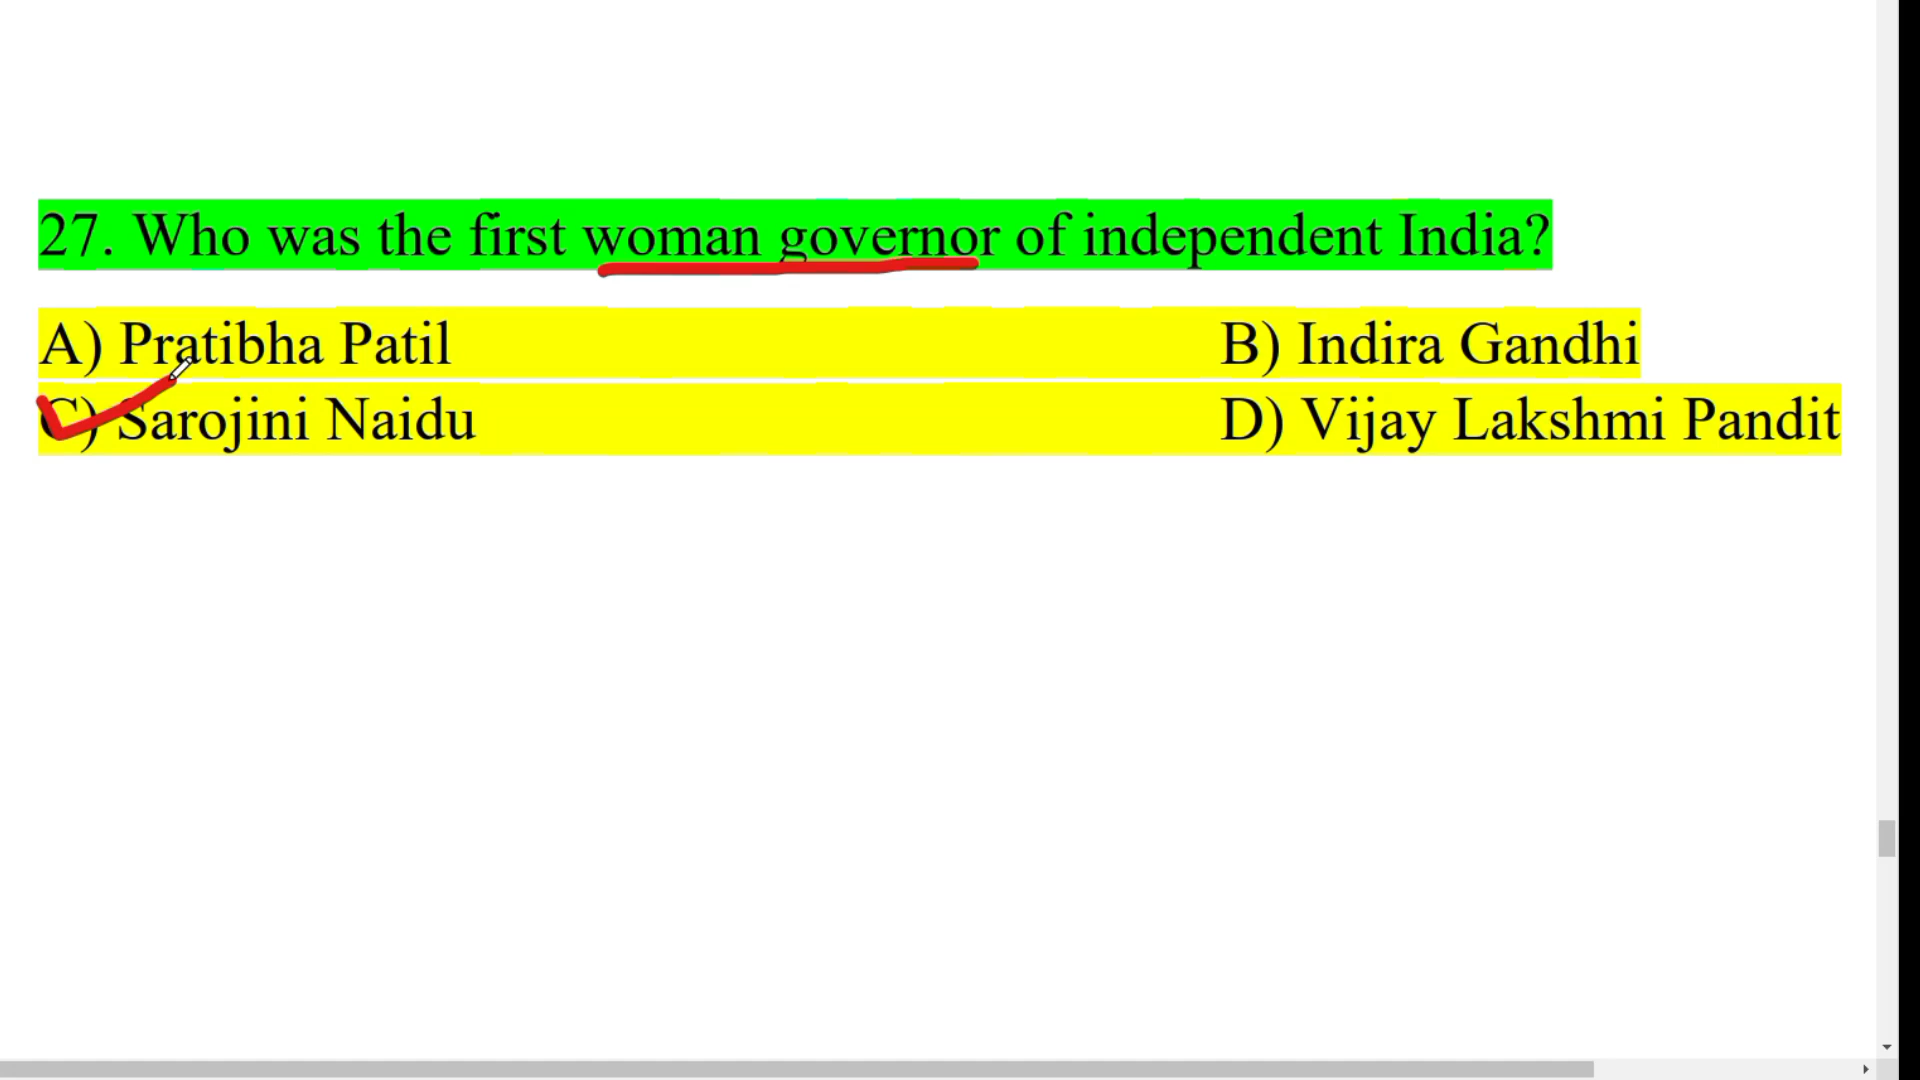 27. Who was the first woman governor of independent India?
A) Pratibha Patil B) Indira Gandhi
C) Sarojini Naidu D) Vijay Lakshmi Pandit